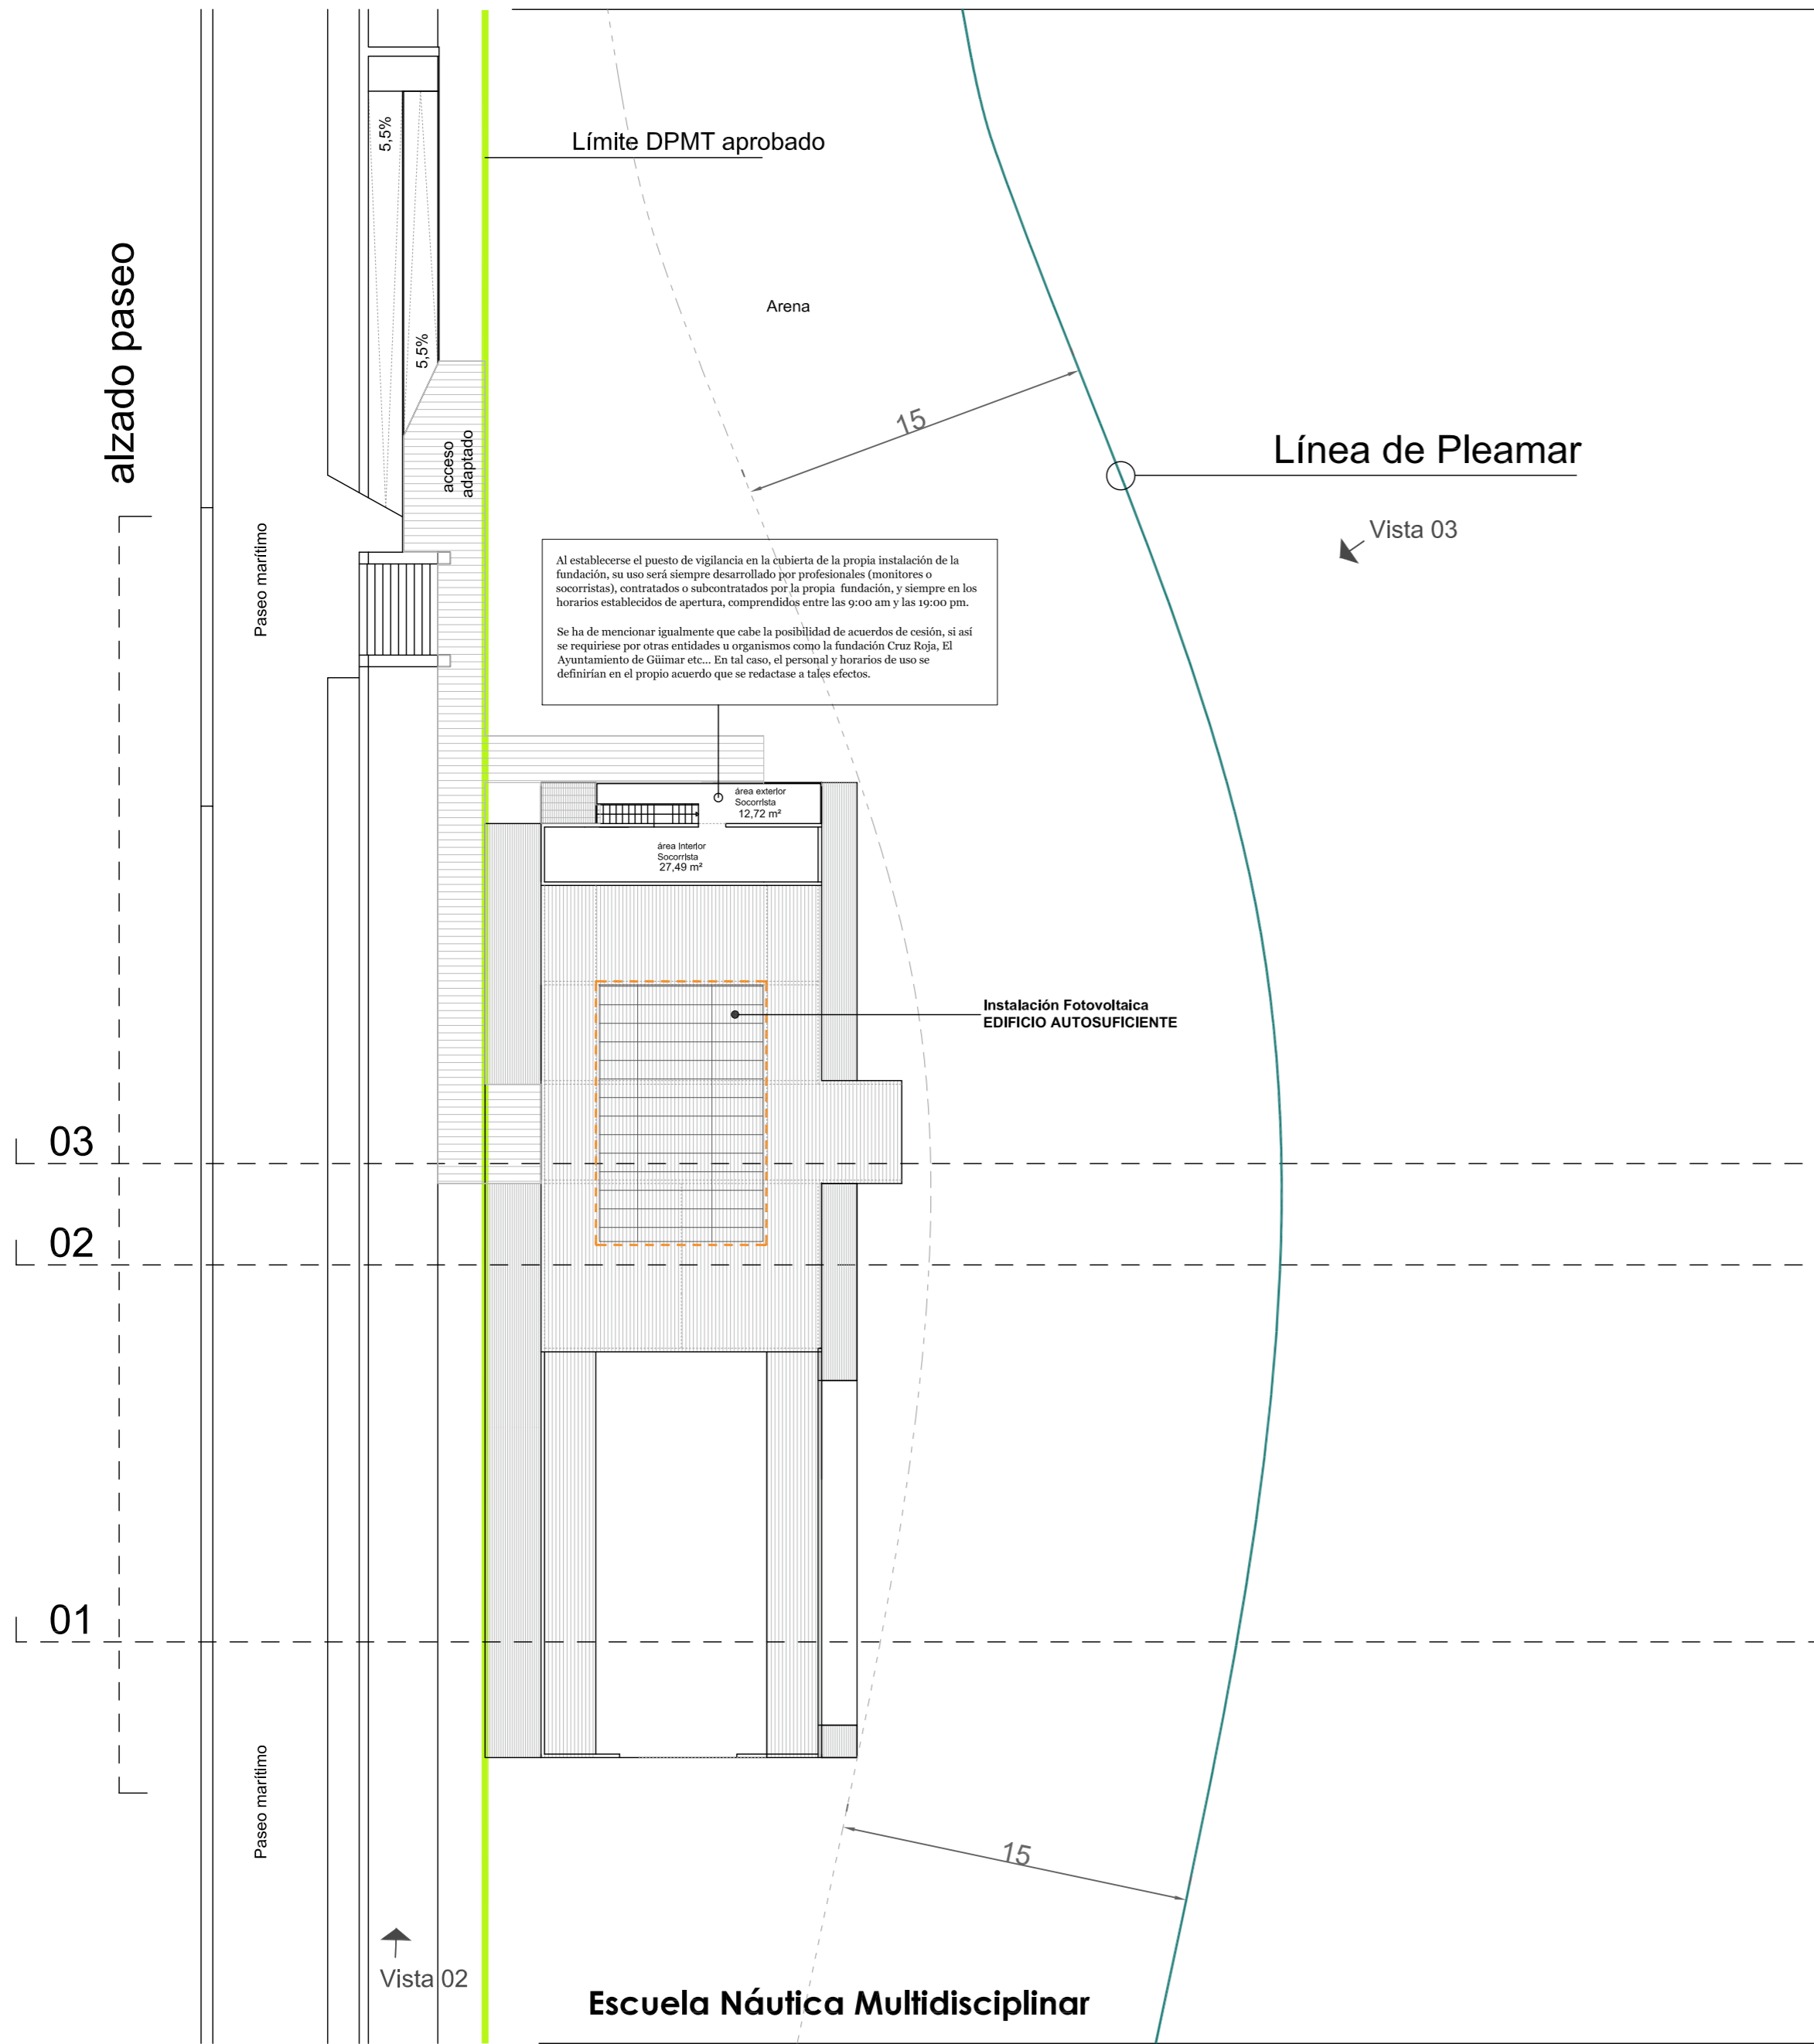 5,5%
Límite DPMT aprobado
alzado paseo
Arena
5,5%
15
acceso
adaptado
Línea de Pleamar
Vista 03
Paseo marítimo
Al establecerse el puesto de vigilancia en la cubierta de la propia instalación de la
fundación, su uso será siempre desarrollado por profesionales (monitores o
socorristas), contratados o subcontratados por la propia fundación, y siempre en los
horarios establecidos de apertura, comprendidos entre las 9:00 am y las 19:00 pm.
Se ha de mencionar igualmente que cabe la posibilidad de acuerdos de cesión, si así
se requiriese por otras entidades u organismos como la fundación Cruz Roja, El
Ayuntamiento de Güimar etc... En tal caso, el personal y horarios de uso se
definirían en el propio acuerdo que se redactase a tales efectos.
área exterior
Socorrista
12,72 m²
área Interior
Socorrista
27,49 m²
Instalación Fotovoltaica
EDIFICIO AUTOSUFICIENTE
03
02
01
Paseo marítimo
15
Vista 02
Escuela Náutica Multidisciplinar